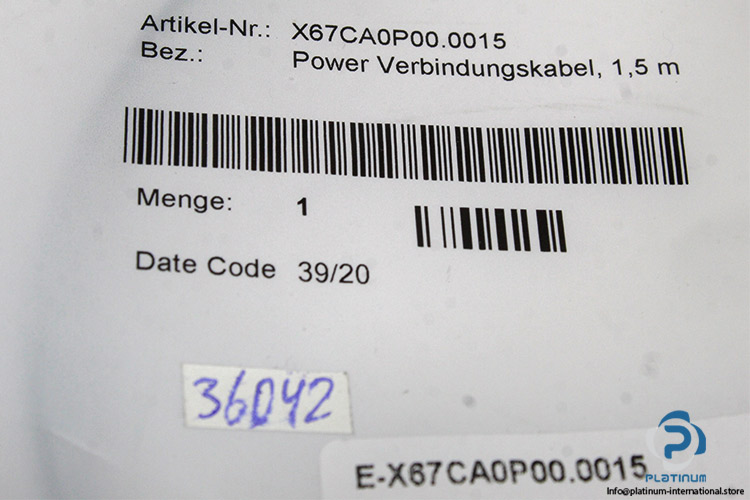 Artikel-Nr.: X67CA0P00.0015
Bez.: Power Verbindungskabel, 1,5 m
Menge: 1
Date Code 39/20
36042
E-X67CA0P00.0015
PLATINUM
Info@platinum-international.store